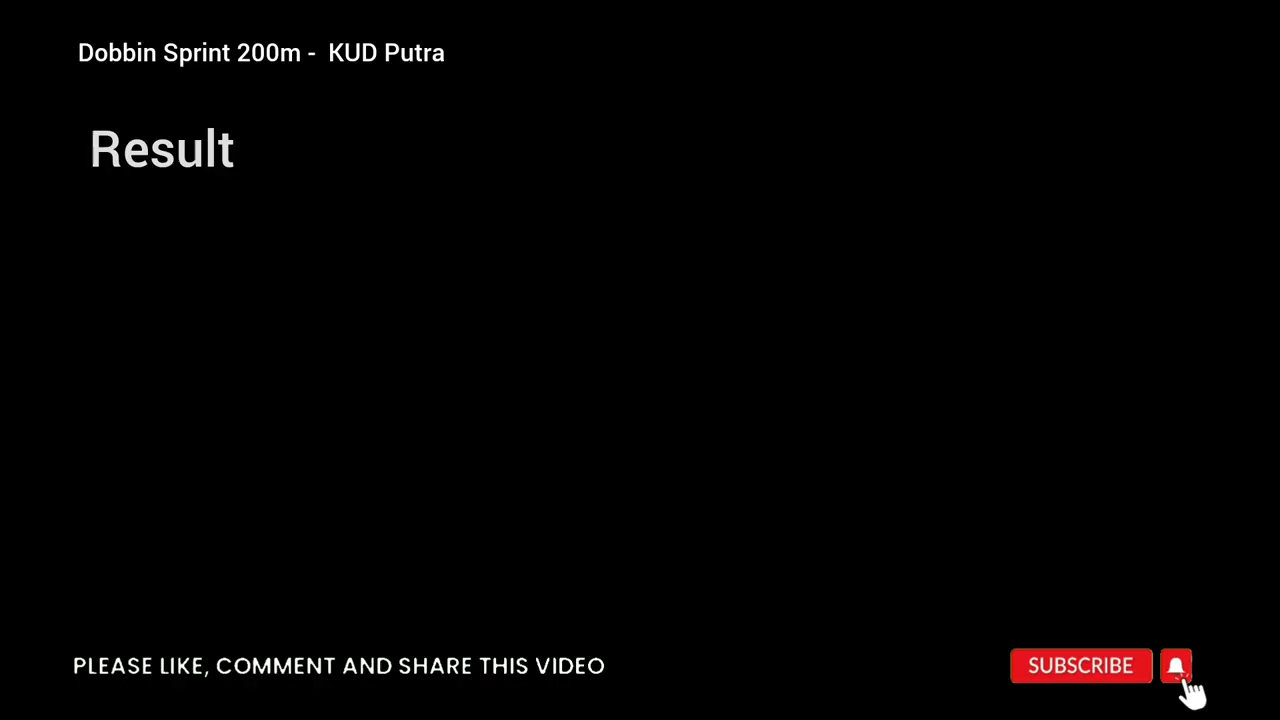 Dobbin Sprint 200m - KUD Putra
Result
PLEASE LIKE, COMMENT AND SHARE THIS VIDEO
SUBSCRIBE